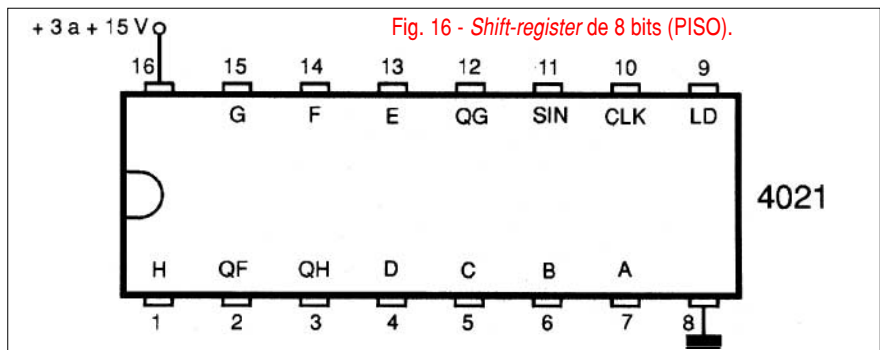 + 3 a + 15 V
Fig. 16 - Shift-register de 8 bits (PISO).
16 15 14 13 12 11 10 9
G F E QG SIN CLK LD
4021
H QF QH D C B A
1 2 3 4 5 6 7 8